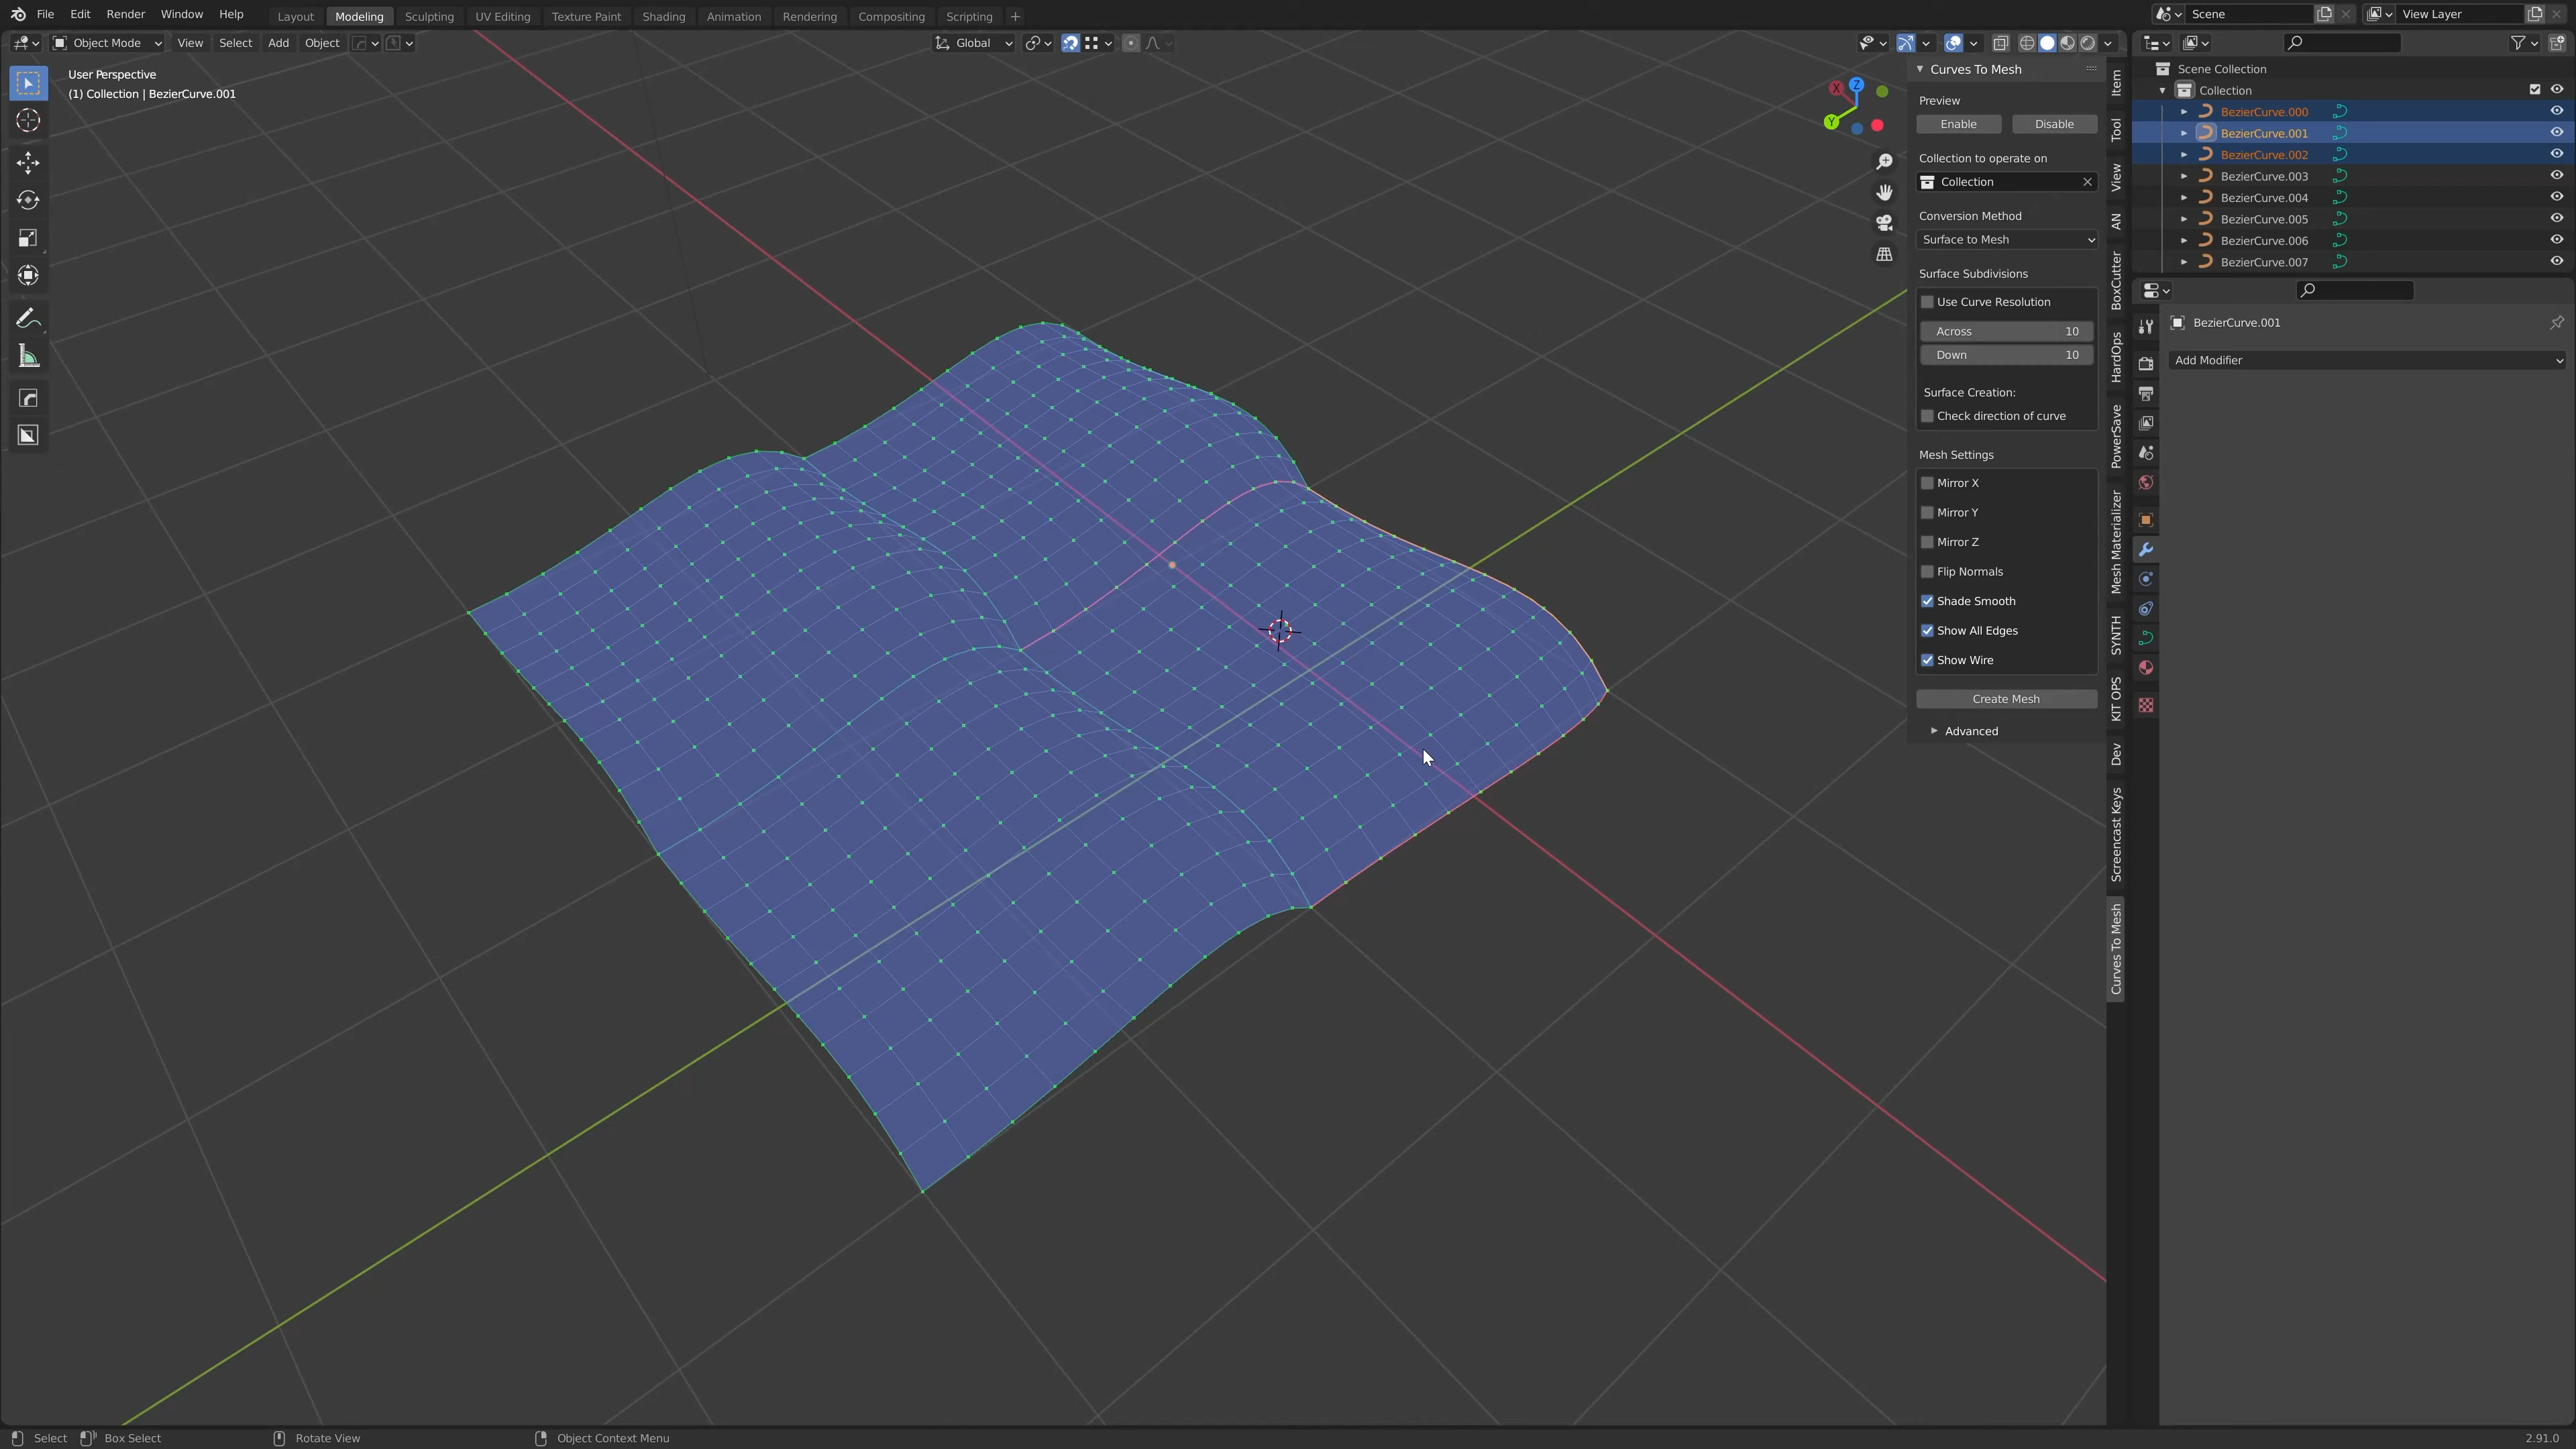 File Edit Render Window Help Layout Modeling Sculpting UV Editing Texture Paint Shading Animation Rendering Compositing Scripting + Scene View Layer
Object Mode View Select Add Object Global
User Perspective
(1) Collection | BezierCurve.001
X Z Y
Curves To Mesh
Preview
Enable Disable
Collection to operate on
Collection
Conversion Method
Surface to Mesh
Surface Subdivisions
Use Curve Resolution
Across 10
Down 10
Surface Creation:
Check direction of curve
Mesh Settings
Mirror X
Mirror Y
Mirror Z
Flip Normals
Shade Smooth
Show All Edges
Show Wire
Create Mesh
Advanced
Item
Tool
View
AN
BoxCutter
HardOps
PowerSave
Mesh Materializer
SYNTH
KIT OPS
Dev
Screencast Keys
Curves To Mesh
Scene Collection
Collection
BezierCurve.000
BezierCurve.001
BezierCurve.002
BezierCurve.003
BezierCurve.004
BezierCurve.005
BezierCurve.006
BezierCurve.007
BezierCurve.001
Add Modifier
Select Box Select Rotate View Object Context Menu 2.91.0